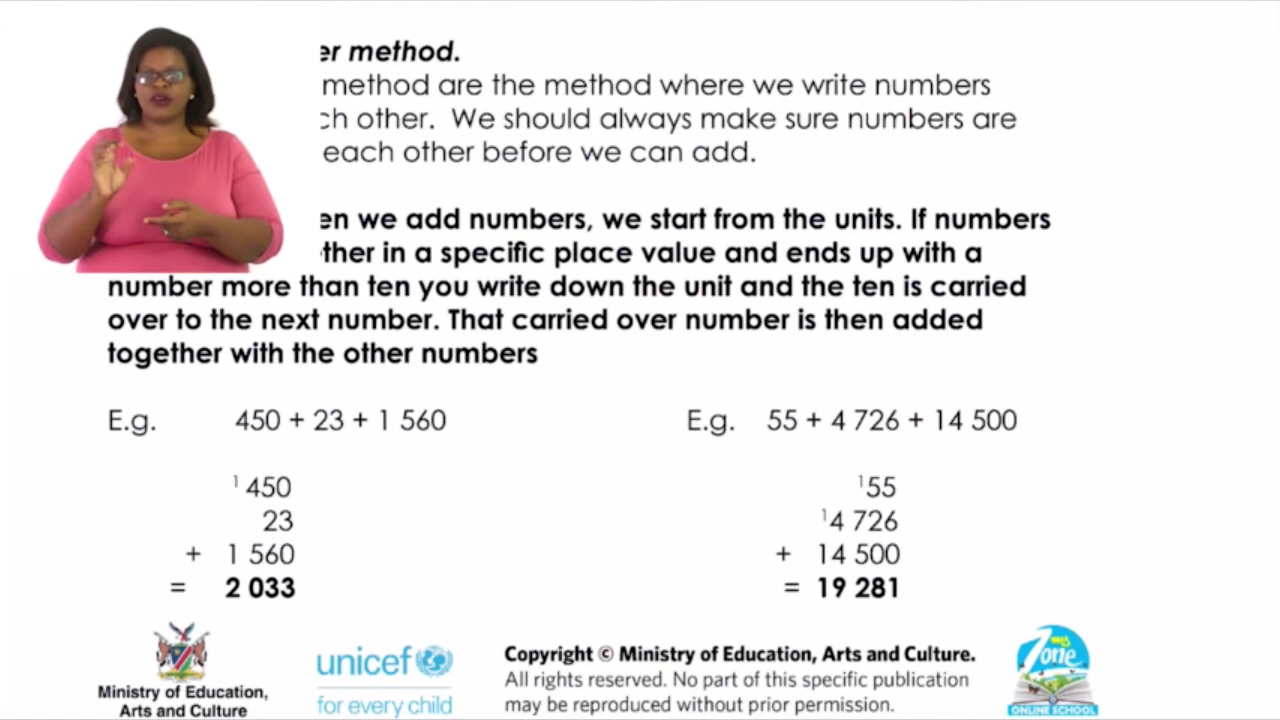 er method.
method are the method where we write numbers
ch other. We should always make sure numbers are
each other before we can add.
en we add numbers, we start from the units. If numbers
ther in a specific place value and ends up with a
number more than ten you write down the unit and the ten is carried
over to the next number. That carried over number is then added
together with the other numbers
E.g. 450 + 23 + 1 560
1 450
23
+ 1 560
= 2 033
E.g. 55 + 4 726 + 14 500
155
14 726
+ 14 500
= 19 281
Ministry of Education,
Arts and Culture
unicef
for every child
Copyright © Ministry of Education, Arts and Culture.
All rights reserved. No part of this specific publication
may be reproduced without prior permission.
my
Zone
ONLINE SCHOOL